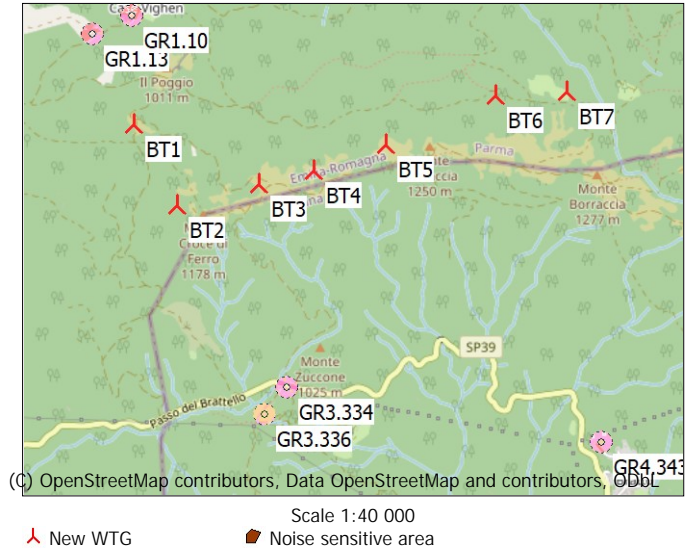 GR1.10
GR1.13
Il Poggio
1011 m
BT1
BT6
BT7
Parma
Emilia-Romagna
BT5
1250 m
BT4
BT3
Monte
Borraccia
1277 m
BT2
Croce di
Ferro
1178 m
SP39
Monte
Zuccone
1025 m
Passo del Brattello
GR3.334
GR3.336
GR4.343
(C) OpenStreetMap contributors, Data OpenStreetMap and contributors, ODbL
Scale 1:40 000
New WTG
Noise sensitive area